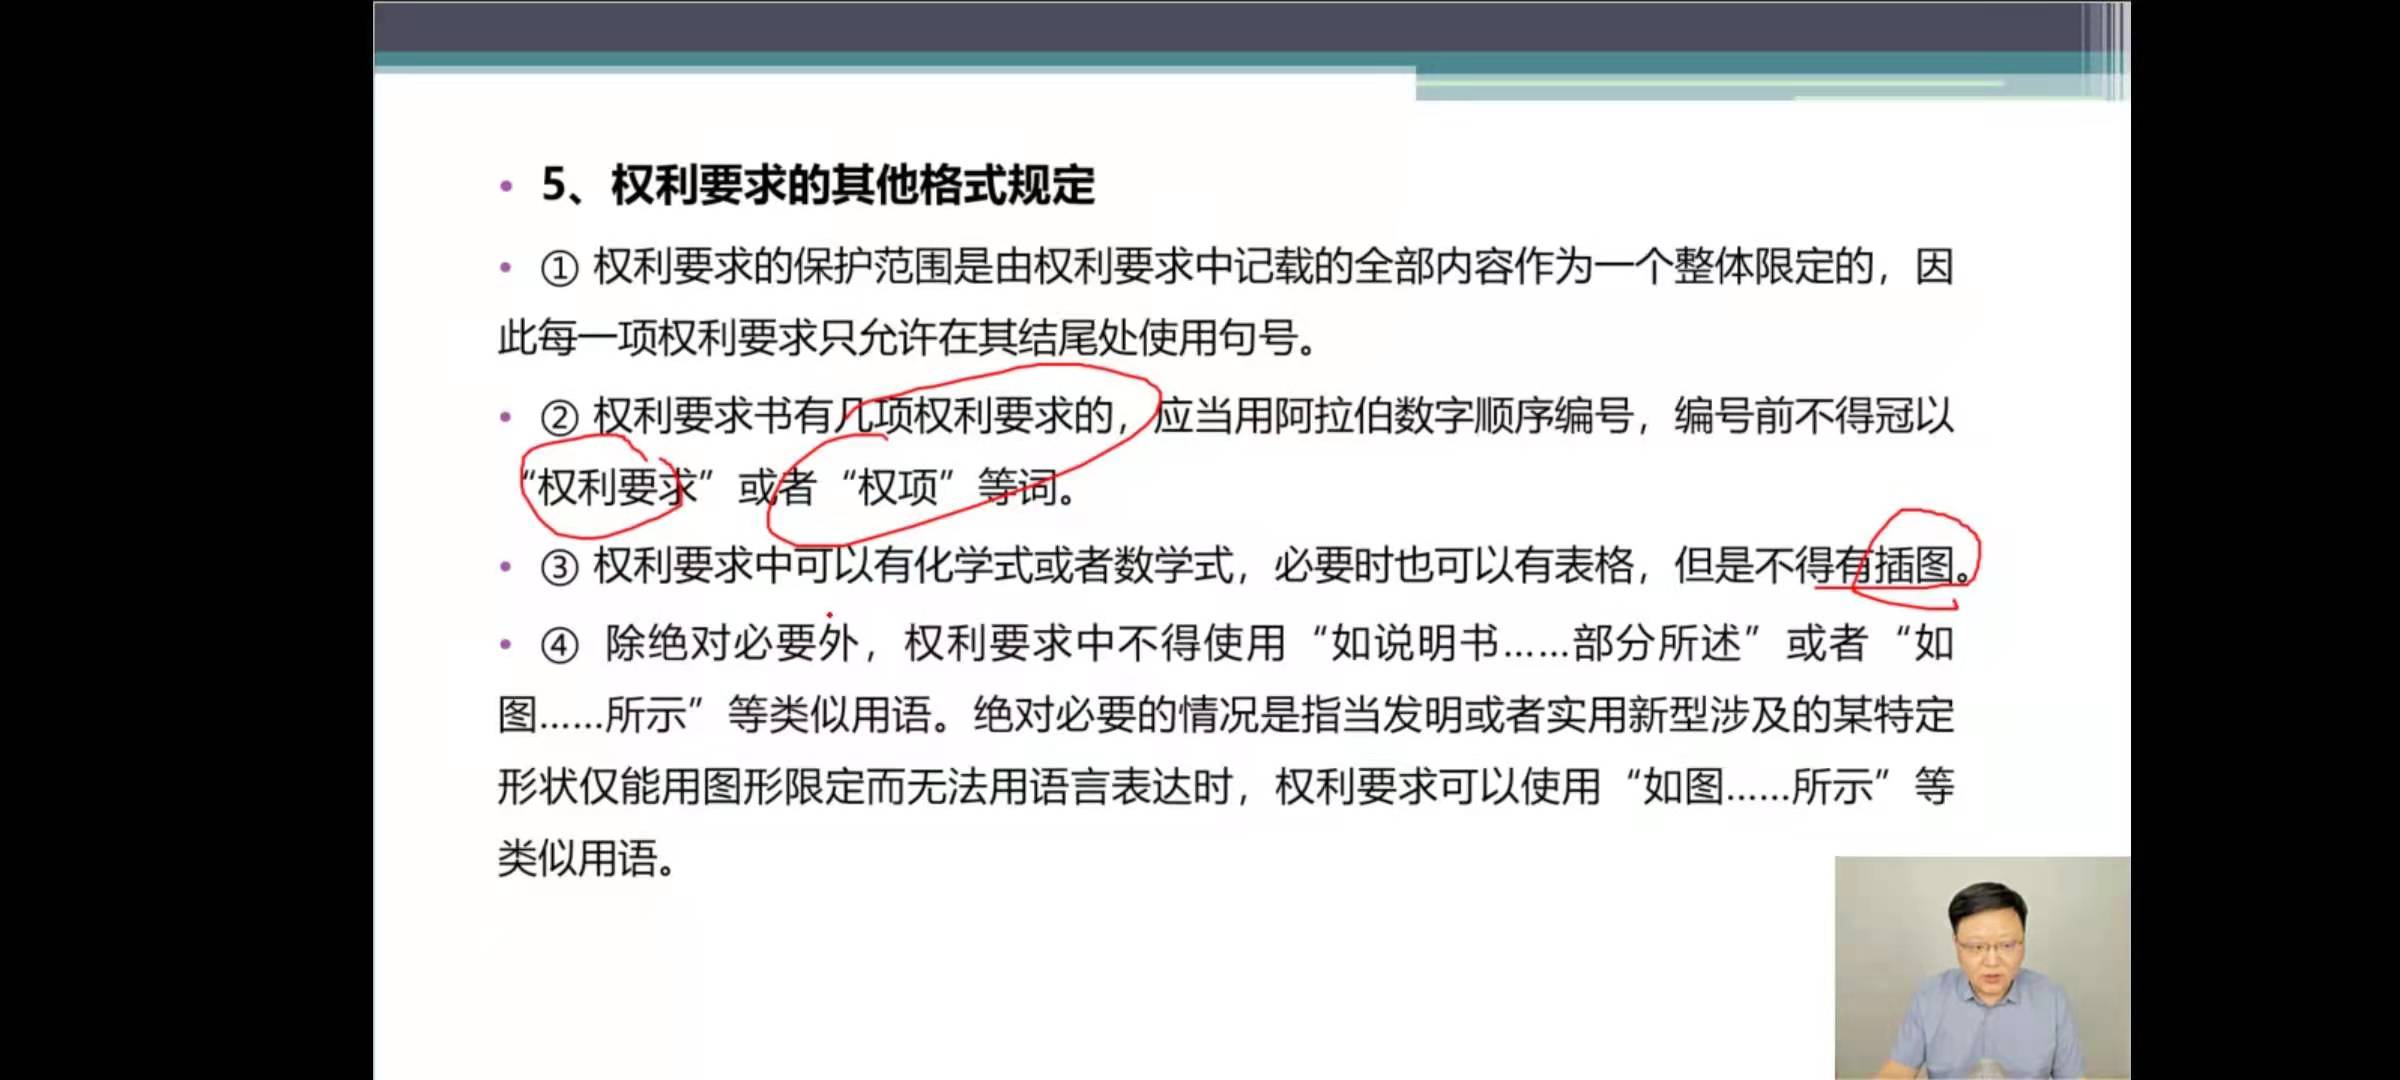 • 5、权利要求的其他格式规定
• ① 权利要求的保护范围是由权利要求中记载的全部内容作为一个整体限定的，因
此每一项权利要求只允许在其结尾处使用句号。
• ② 权利要求书有几项权利要求的，应当用阿拉伯数字顺序编号，编号前不得冠以
“权利要求”或者“权项”等词。
• ③ 权利要求中可以有化学式或者数学式，必要时也可以有表格，但是不得有插图。
• ④ 除绝对必要外，权利要求中不得使用“如说明书……部分所述”或者“如
图……所示”等类似用语。绝对必要的情况是指当发明或者实用新型涉及的某特定
形状仅能用图形限定而无法用语言表达时，权利要求可以使用“如图……所示”等
类似用语。